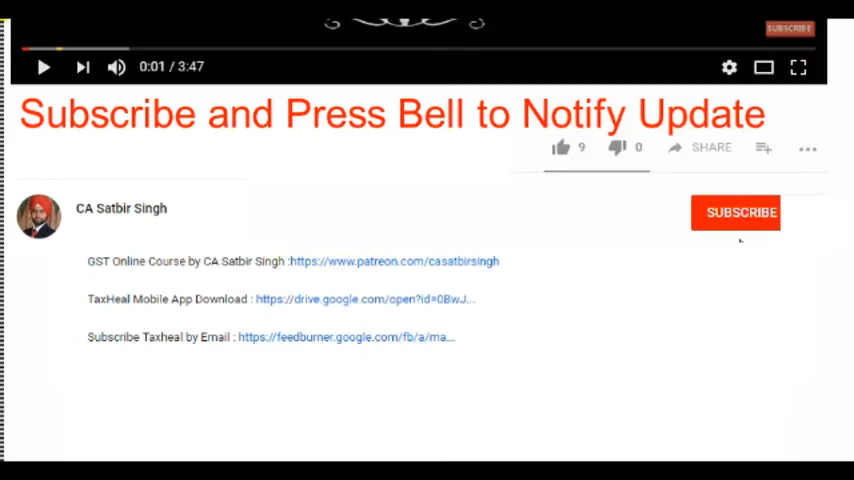 SUBSCRIBE
0:01 / 3:47
Subscribe and Press Bell to Notify Update
9 0 SHARE
CA Satbir Singh
SUBSCRIBE
GST Online Course by CA Satbir Singh :https://www.patreon.com/casatbirsingh
TaxHeal Mobile App Download : https://drive.google.com/open?id=0BwJ...
Subscribe Taxheal by Email : https://feedburner.google.com/fb/a/ma...